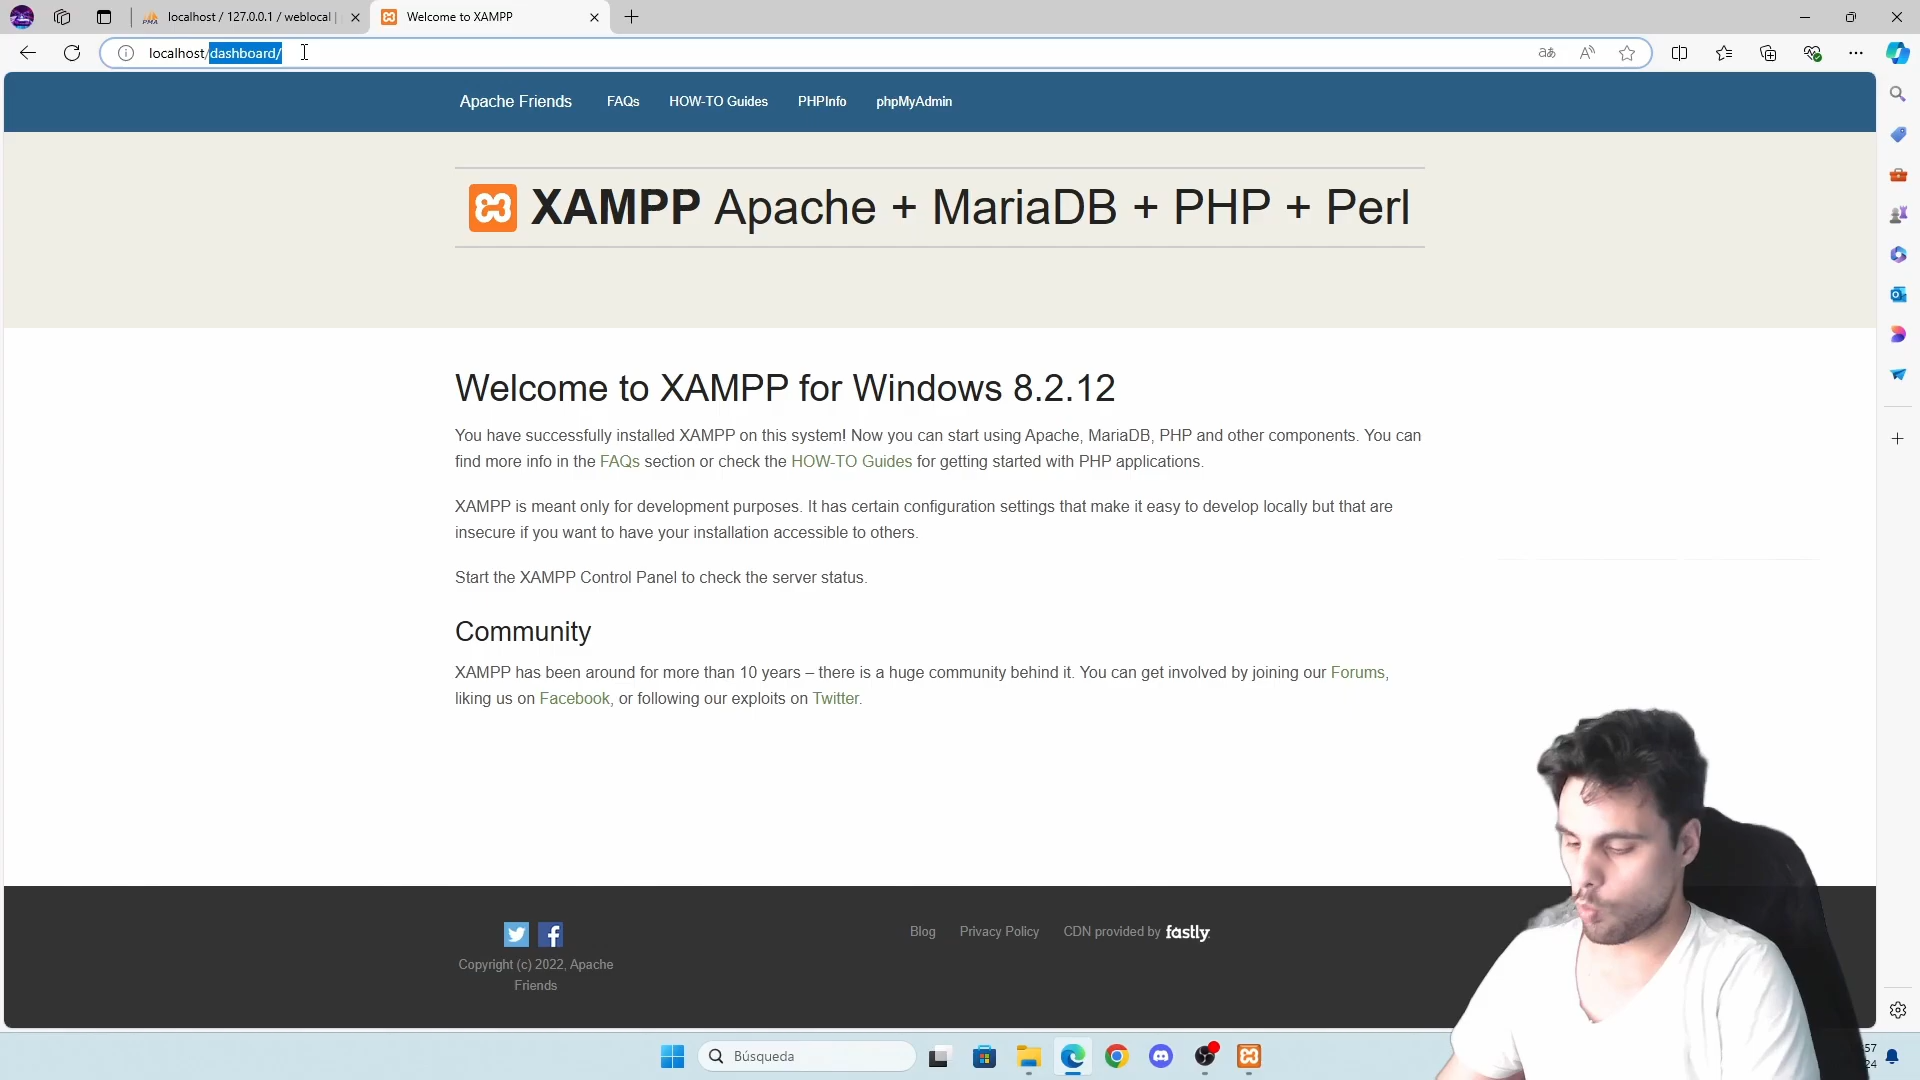 localhost / 127.0.0.1 / weblocal |
Welcome to XAMPP
localhost/dashboard/
Apache Friends
FAQs
HOW-TO Guides
PHPInfo
phpMyAdmin
XAMPP Apache + MariaDB + PHP + Perl
Welcome to XAMPP for Windows 8.2.12
You have successfully installed XAMPP on this system! Now you can start using Apache, MariaDB, PHP and other components. You can
find more info in the FAQs section or check the HOW-TO Guides for getting started with PHP applications.
XAMPP is meant only for development purposes. It has certain configuration settings that make it easy to develop locally but that are
insecure if you want to have your installation accessible to others.
Start the XAMPP Control Panel to check the server status.
Community
XAMPP has been around for more than 10 years – there is a huge community behind it. You can get involved by joining our Forums,
liking us on Facebook, or following our exploits on Twitter.
Blog
Privacy Policy
CDN provided by fastly
Copyright (c) 2022, Apache
Friends
Búsqueda
57
24